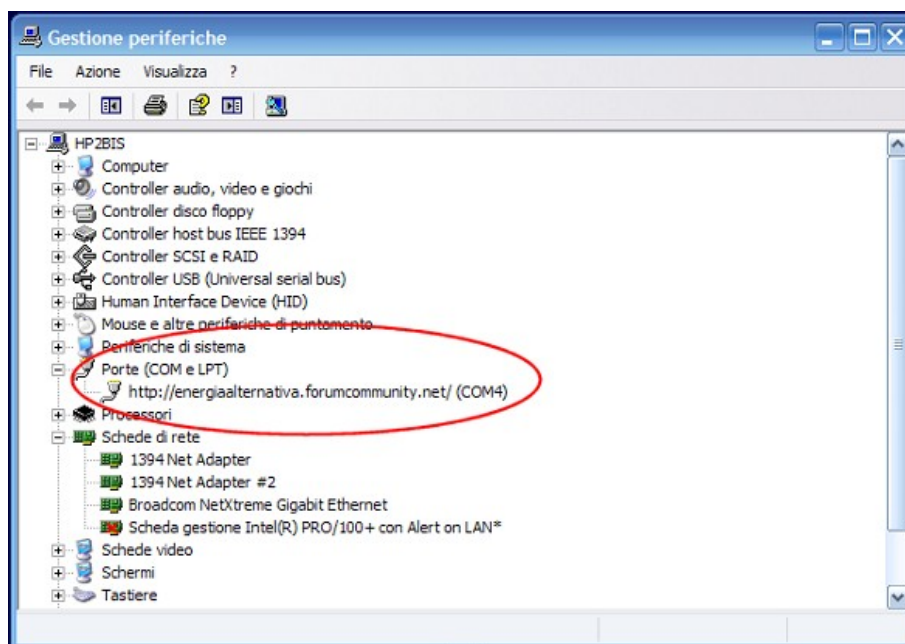 Gestione periferiche
File Azione Visualizza ?
HP2BIS
Computer
Controller audio, video e giochi
Controller disco floppy
Controller host bus IEEE 1394
Controller SCSI e RAID
Controller USB (Universal serial bus)
Human Interface Device (HID)
Mouse e altre periferiche di puntamento
Periferiche di sistema
Porte (COM e LPT)
http://energiaalternativa.forumcommunity.net/ (COM4)
Processori
Schede di rete
1394 Net Adapter
1394 Net Adapter #2
Broadcom NetXtreme Gigabit Ethernet
Scheda gestione Intel(R) PRO/100+ con Alert on LAN*
Schede video
Schermi
Tastiere